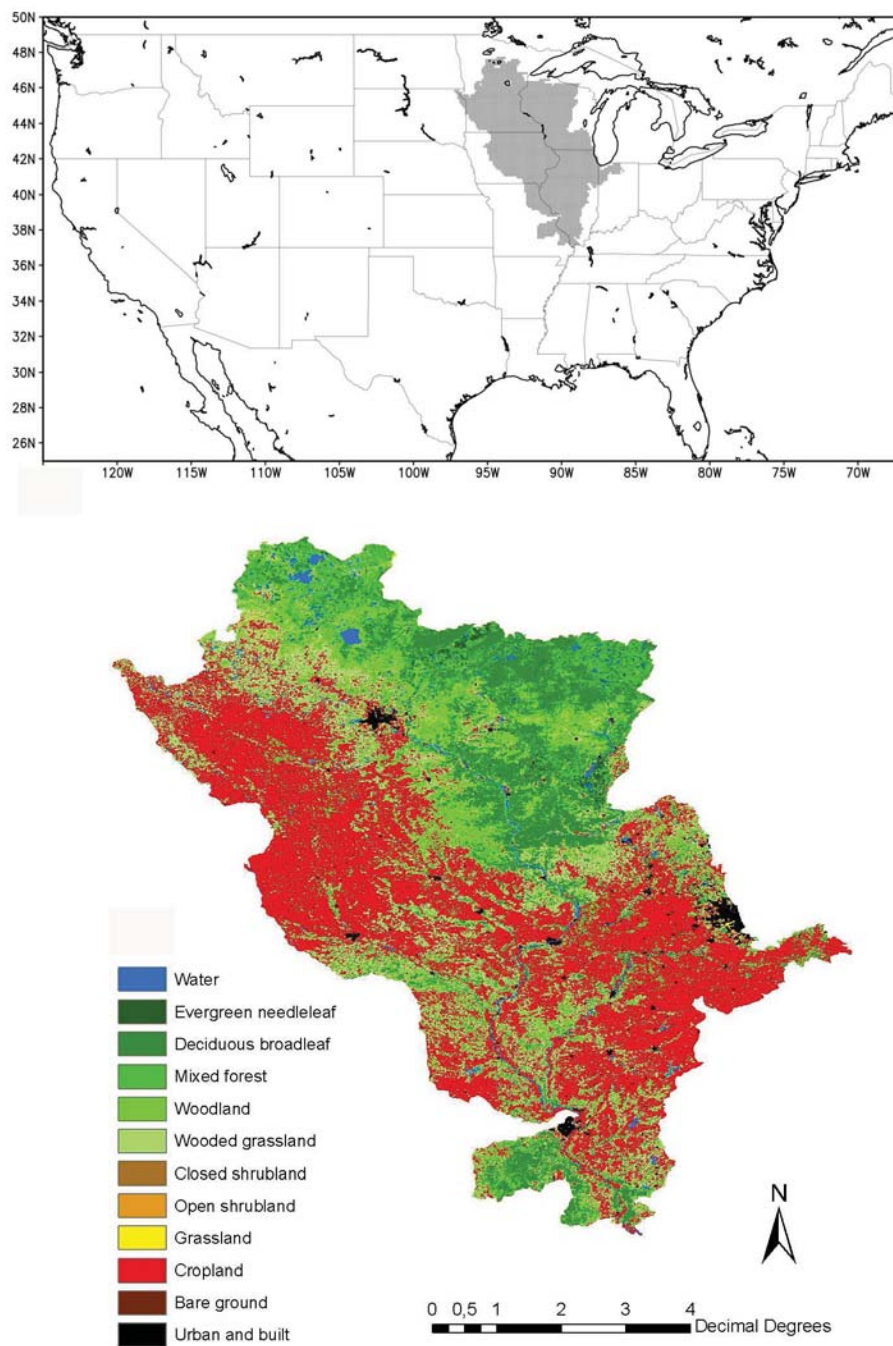 50N
48N
46N
44N
42N
40N
38N
36N
34N
32N
30N
28N
26N
120W 115W 110W 105W 100W 95W 90W 85W 80W 75W 70W
Water
Evergreen needleleaf
Deciduous broadleaf
Mixed forest
Woodland
Wooded grassland
Closed shrubland
Open shrubland
Grassland
Cropland
Bare ground
Urban and built
N
0 0,5 1 2 3 4
Decimal Degrees